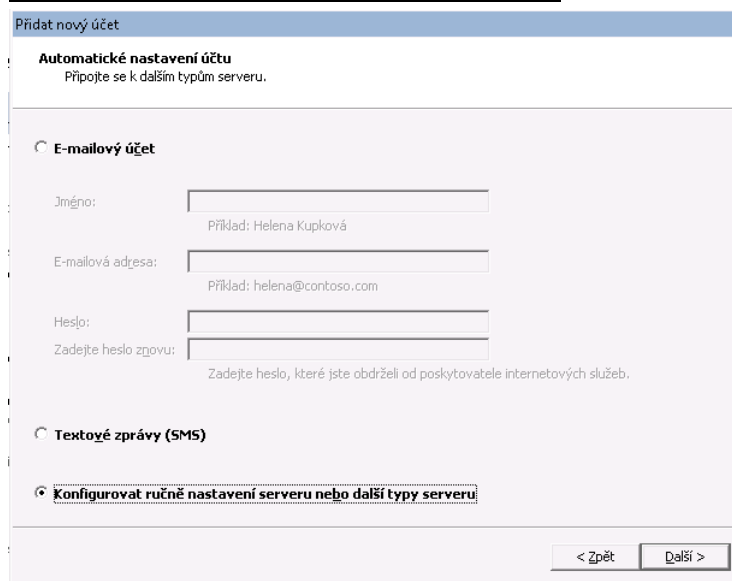 Přidat nový účet
Automatické nastavení účtu
Připojte se k dalším typům serveru.
E-mailový účet
Jméno:
Příklad: Helena Kupková
E-mailová adresa:
Příklad: helena@contoso.com
Heslo:
Zadejte heslo znovu:
Zadejte heslo, které jste obdrželi od poskytovatele internetových služeb.
Textové zprávy (SMS)
Konfigurovat ručně nastavení serveru nebo další typy serveru
< Zpět
Další >